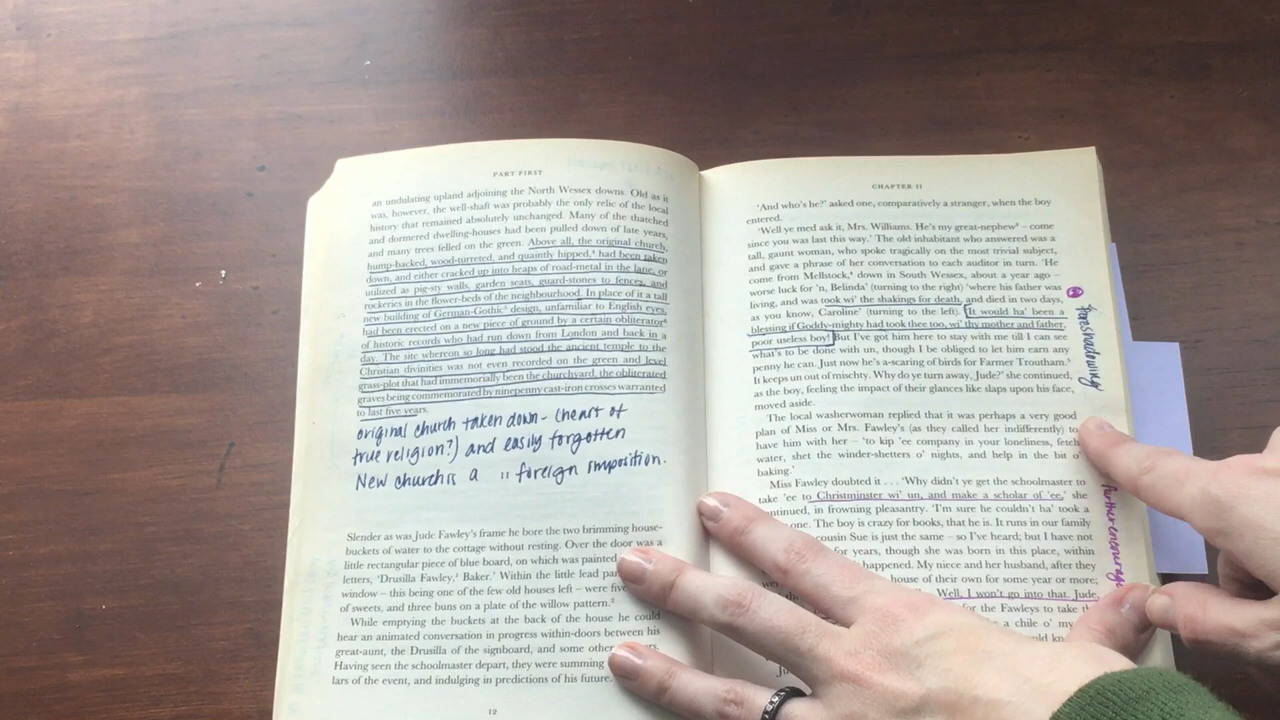 PART FIRST
an undulating upland adjoining the North Wessex downs. Old as it
was, however, the well-shaft was probably the only relic of the local
history that remained absolutely unchanged. Many of the thatched
and dormered dwelling-houses had been pulled down of late years,
and many trees felled on the green. Above all, the original church,
hump-backed, wood-turreted, and quaintly hipped,⁴ had been taken
down, and either cracked up into heaps of road-metal in the lane, or
utilized as pig-sty walls, garden seats, guard-stones to fences, and
rockeries in the flower-beds of the neighbourhood. In place of it a tall
new building of German-Gothic⁵ design, unfamiliar to English eyes,
had been erected on a new piece of ground by a certain obliterator⁶
of historic records who had run down from London and back in a
day. The site whereon so long had stood the ancient temple to the
Christian divinities was not even recorded on the green and level
grass-plot that had immemorially been the churchyard, the obliterated
graves being commemorated by ninepenny cast-iron crosses warranted
to last five years.
original church taken down - (heart of
true religion?) and easily forgotten
New church is a " foreign imposition.
Slender as was Jude Fawley's frame he bore the two brimming house-
buckets of water to the cottage without resting. Over the door was a
little rectangular piece of blue board, on which was painted
letters, 'Drusilla Fawley,¹ Baker.' Within the little lead
window – this being one of the few old houses left – were five
of sweets, and three buns on a plate of the willow pattern.²
While emptying the buckets at the back of the house he could
hear an animated conversation in progress within-doors between his
great-aunt, the Drusilla of the signboard, and some other
Having seen the schoolmaster depart, they were summing
lars of the event, and indulging in predictions of his future.
12
CHAPTER II
'And who's he?' asked one, comparatively a stranger, when the boy
entered.
'Well ye med ask it, Mrs. Williams. He's my great-nephew³ – come
since you was last this way.' The old inhabitant who answered was a
tall, gaunt woman, who spoke tragically on the most trivial subject,
and gave a phrase of her conversation to each auditor in turn. 'He
come from Mellstock,⁴ down in South Wessex, about a year ago –
worse luck for 'n, Belinda' (turning to the right) 'where his father was
living, and was took wi' the shakings for death, and died in two days,
as you know, Caroline' (turning to the left). 'It would ha' been a
blessing if Goddy-mighty had took thee too, wi' thy mother and father,
poor useless boy! But I've got him here to stay with me till I can see
what's to be done with un, though I be obliged to let him earn any
penny he can. Just now he's a-scaring of birds for Farmer Troutham.⁵
It keeps un out of mischty. Why do ye turn away, Jude?' she continued,
as the boy, feeling the impact of their glances like slaps upon his face,
moved aside.
The local washerwoman replied that it was perhaps a very good
plan of Miss or Mrs. Fawley's (as they called her indifferently) to
have him with her – 'to kip 'ee company in your loneliness, fetch
water, shet the winder-shetters o' nights, and help in the bit o'
baking.'
Miss Fawley doubted it . . . 'Why didn't ye get the schoolmaster to
take 'ee to Christminster wi' un, and make a scholar of 'ee,' she
continued, in frowning pleasantry. 'I'm sure he couldn't ha' took a
one. The boy is crazy for books, that he is. It runs in our family
cousin Sue is just the same – so I've heard; but I have not
for years, though she was born in this place, within
happened. My niece and her husband, after they
house of their own for some year or more;
Well, I won't go into that. Jude,
for the Fawleys to take
a chile o' my
foreshadowing